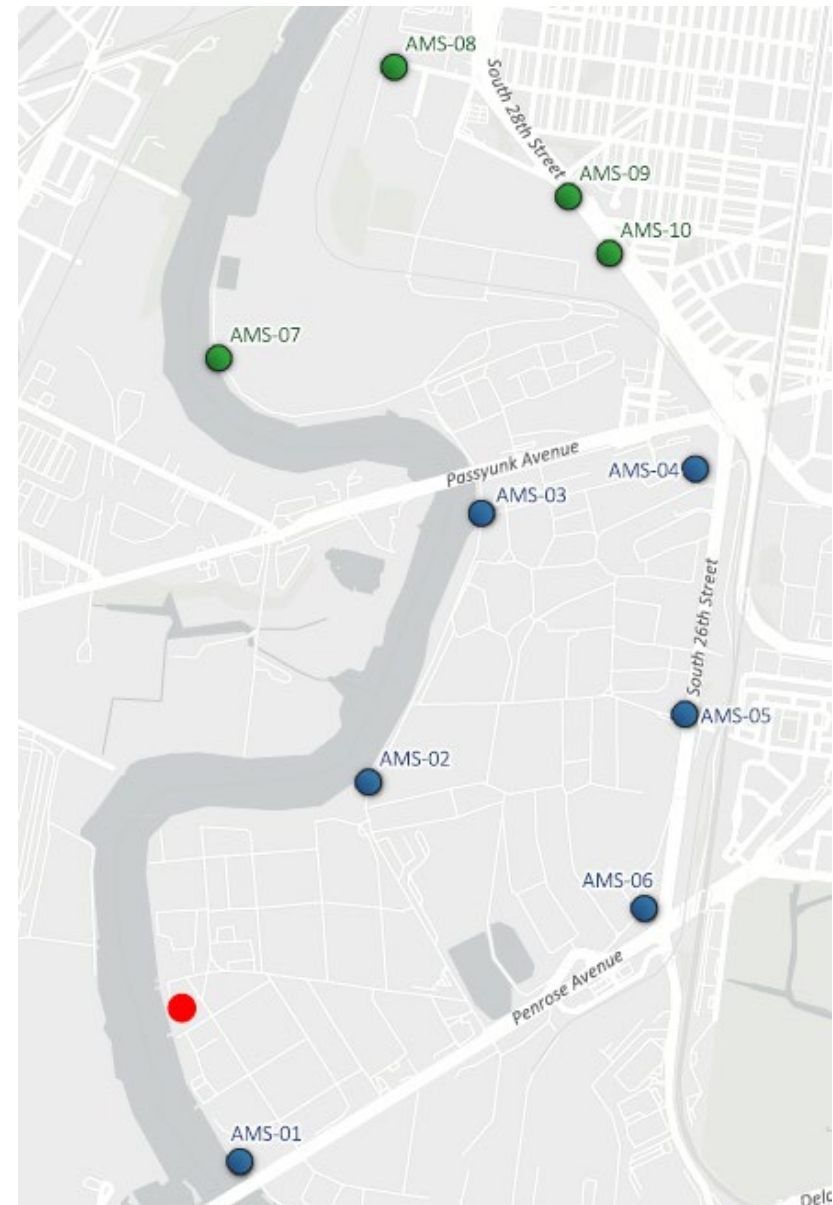 AMS-08
South 28th Street
AMS-09
AMS-10
AMS-07
Passyunk Avenue
AMS-04
AMS-03
South 26th Street
AMS-05
AMS-02
AMS-06
Penrose Avenue
AMS-01